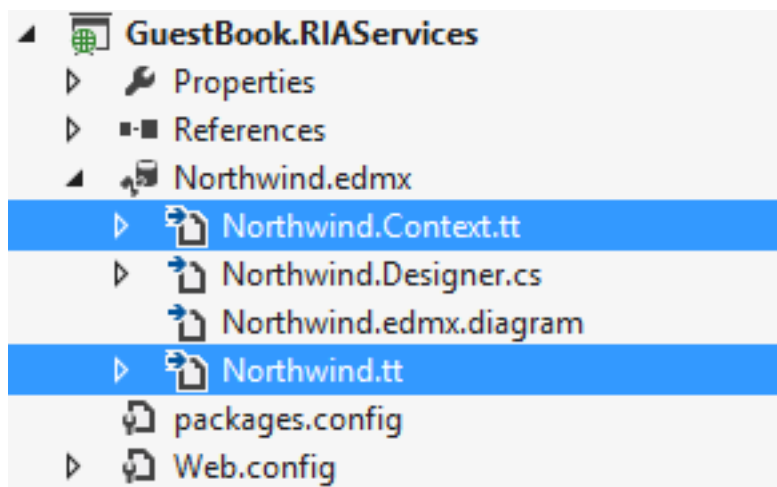 GuestBook.RIAServices
Properties
References
Northwind.edmx
Northwind.Context.tt
Northwind.Designer.cs
Northwind.edmx.diagram
Northwind.tt
packages.config
Web.config